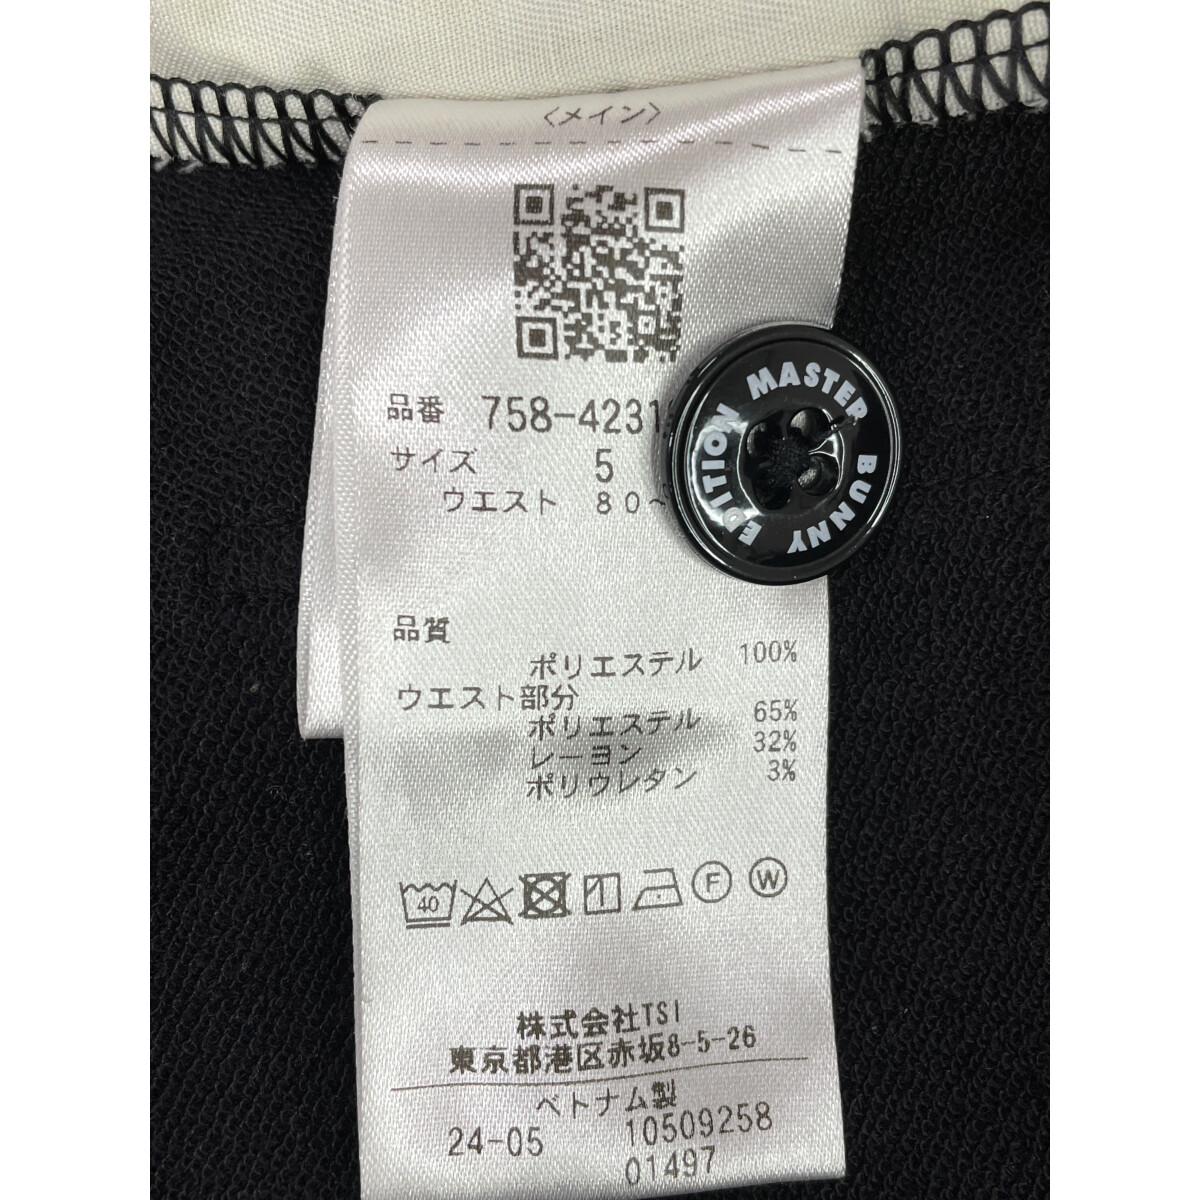 〈メイン〉
品番 758-4231
サイズ 5
ウエスト 80~
MASTER BUNNY EDITION
品質
ポリエステル 100%
ウエスト部分
ポリエステル 65%
レーヨン 32%
ポリウレタン 3%
40
F W
株式会社TSI
東京都港区赤坂8-5-26
ベトナム製
24-05 10509258
01497